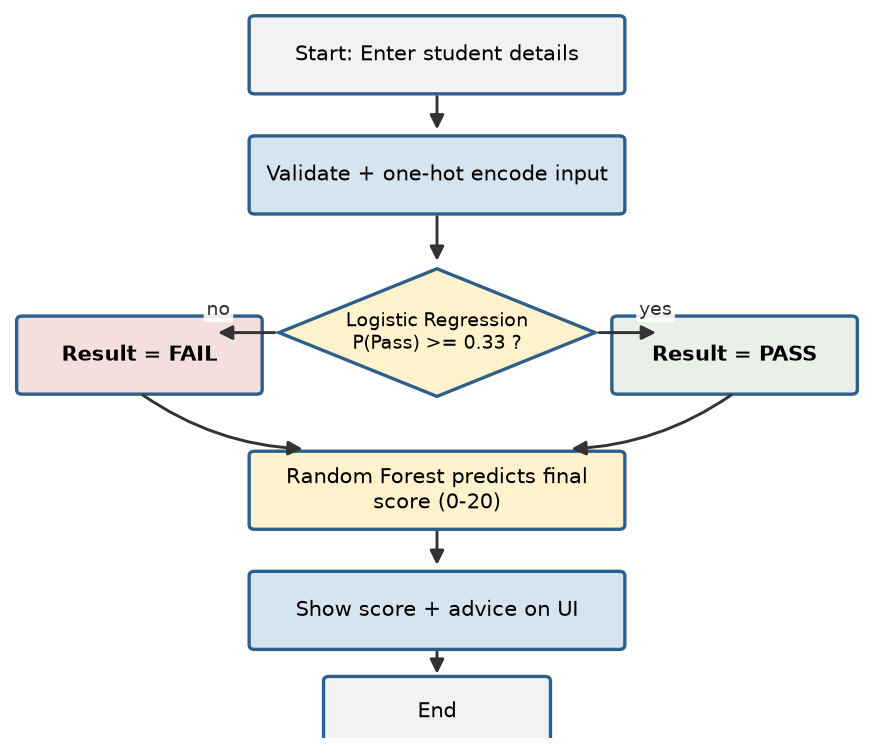 Start: Enter student details
Validate + one-hot encode input
Logistic Regression
P(Pass) >= 0.33 ?
no
yes
Result = FAIL
Result = PASS
Random Forest predicts final
score (0-20)
Show score + advice on UI
End